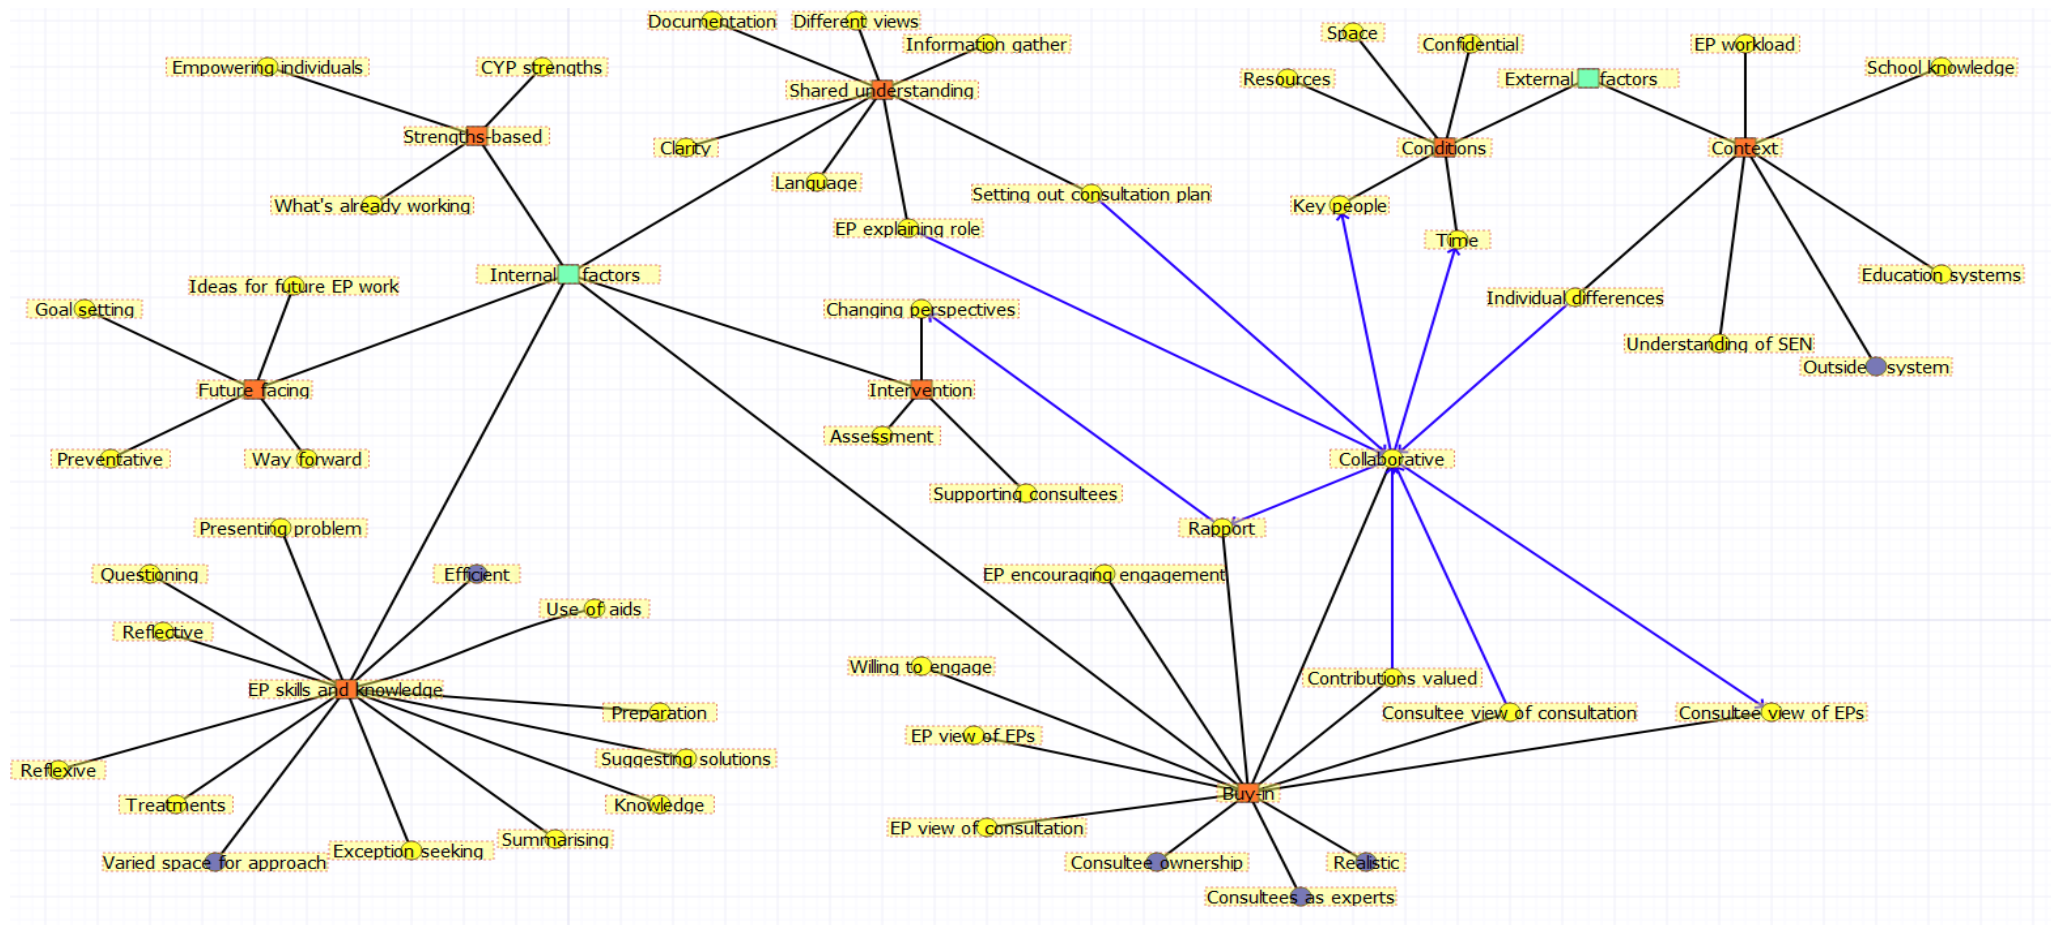 Documentation
Different views
Information gather
Space
Confidential
EP workload
Empowering individuals
CYP strengths
Resources
External factors
School knowledge
Shared understanding
Strengths-based
Clarity
Conditions
Context
Language
What's already working
Setting out consultation plan
Key people
EP explaining role
Time
Internal factors
Education systems
Ideas for future EP work
Individual differences
Goal setting
Changing perspectives
Understanding of SEN
Outside system
Future facing
Intervention
Assessment
Preventative
Way forward
Collaborative
Supporting consultees
Presenting problem
Rapport
Questioning
Efficient
EP encouraging engagement
Use of aids
Reflective
Willing to engage
Contributions valued
EP skills and knowledge
Preparation
Consultee view of consultation
Consultee view of EPs
EP view of EPs
Suggesting solutions
Reflexive
Buy-in
Treatments
Knowledge
EP view of consultation
Summarising
Exception seeking
Varied space for approach
Consultee ownership
Realistic
Consultees as experts